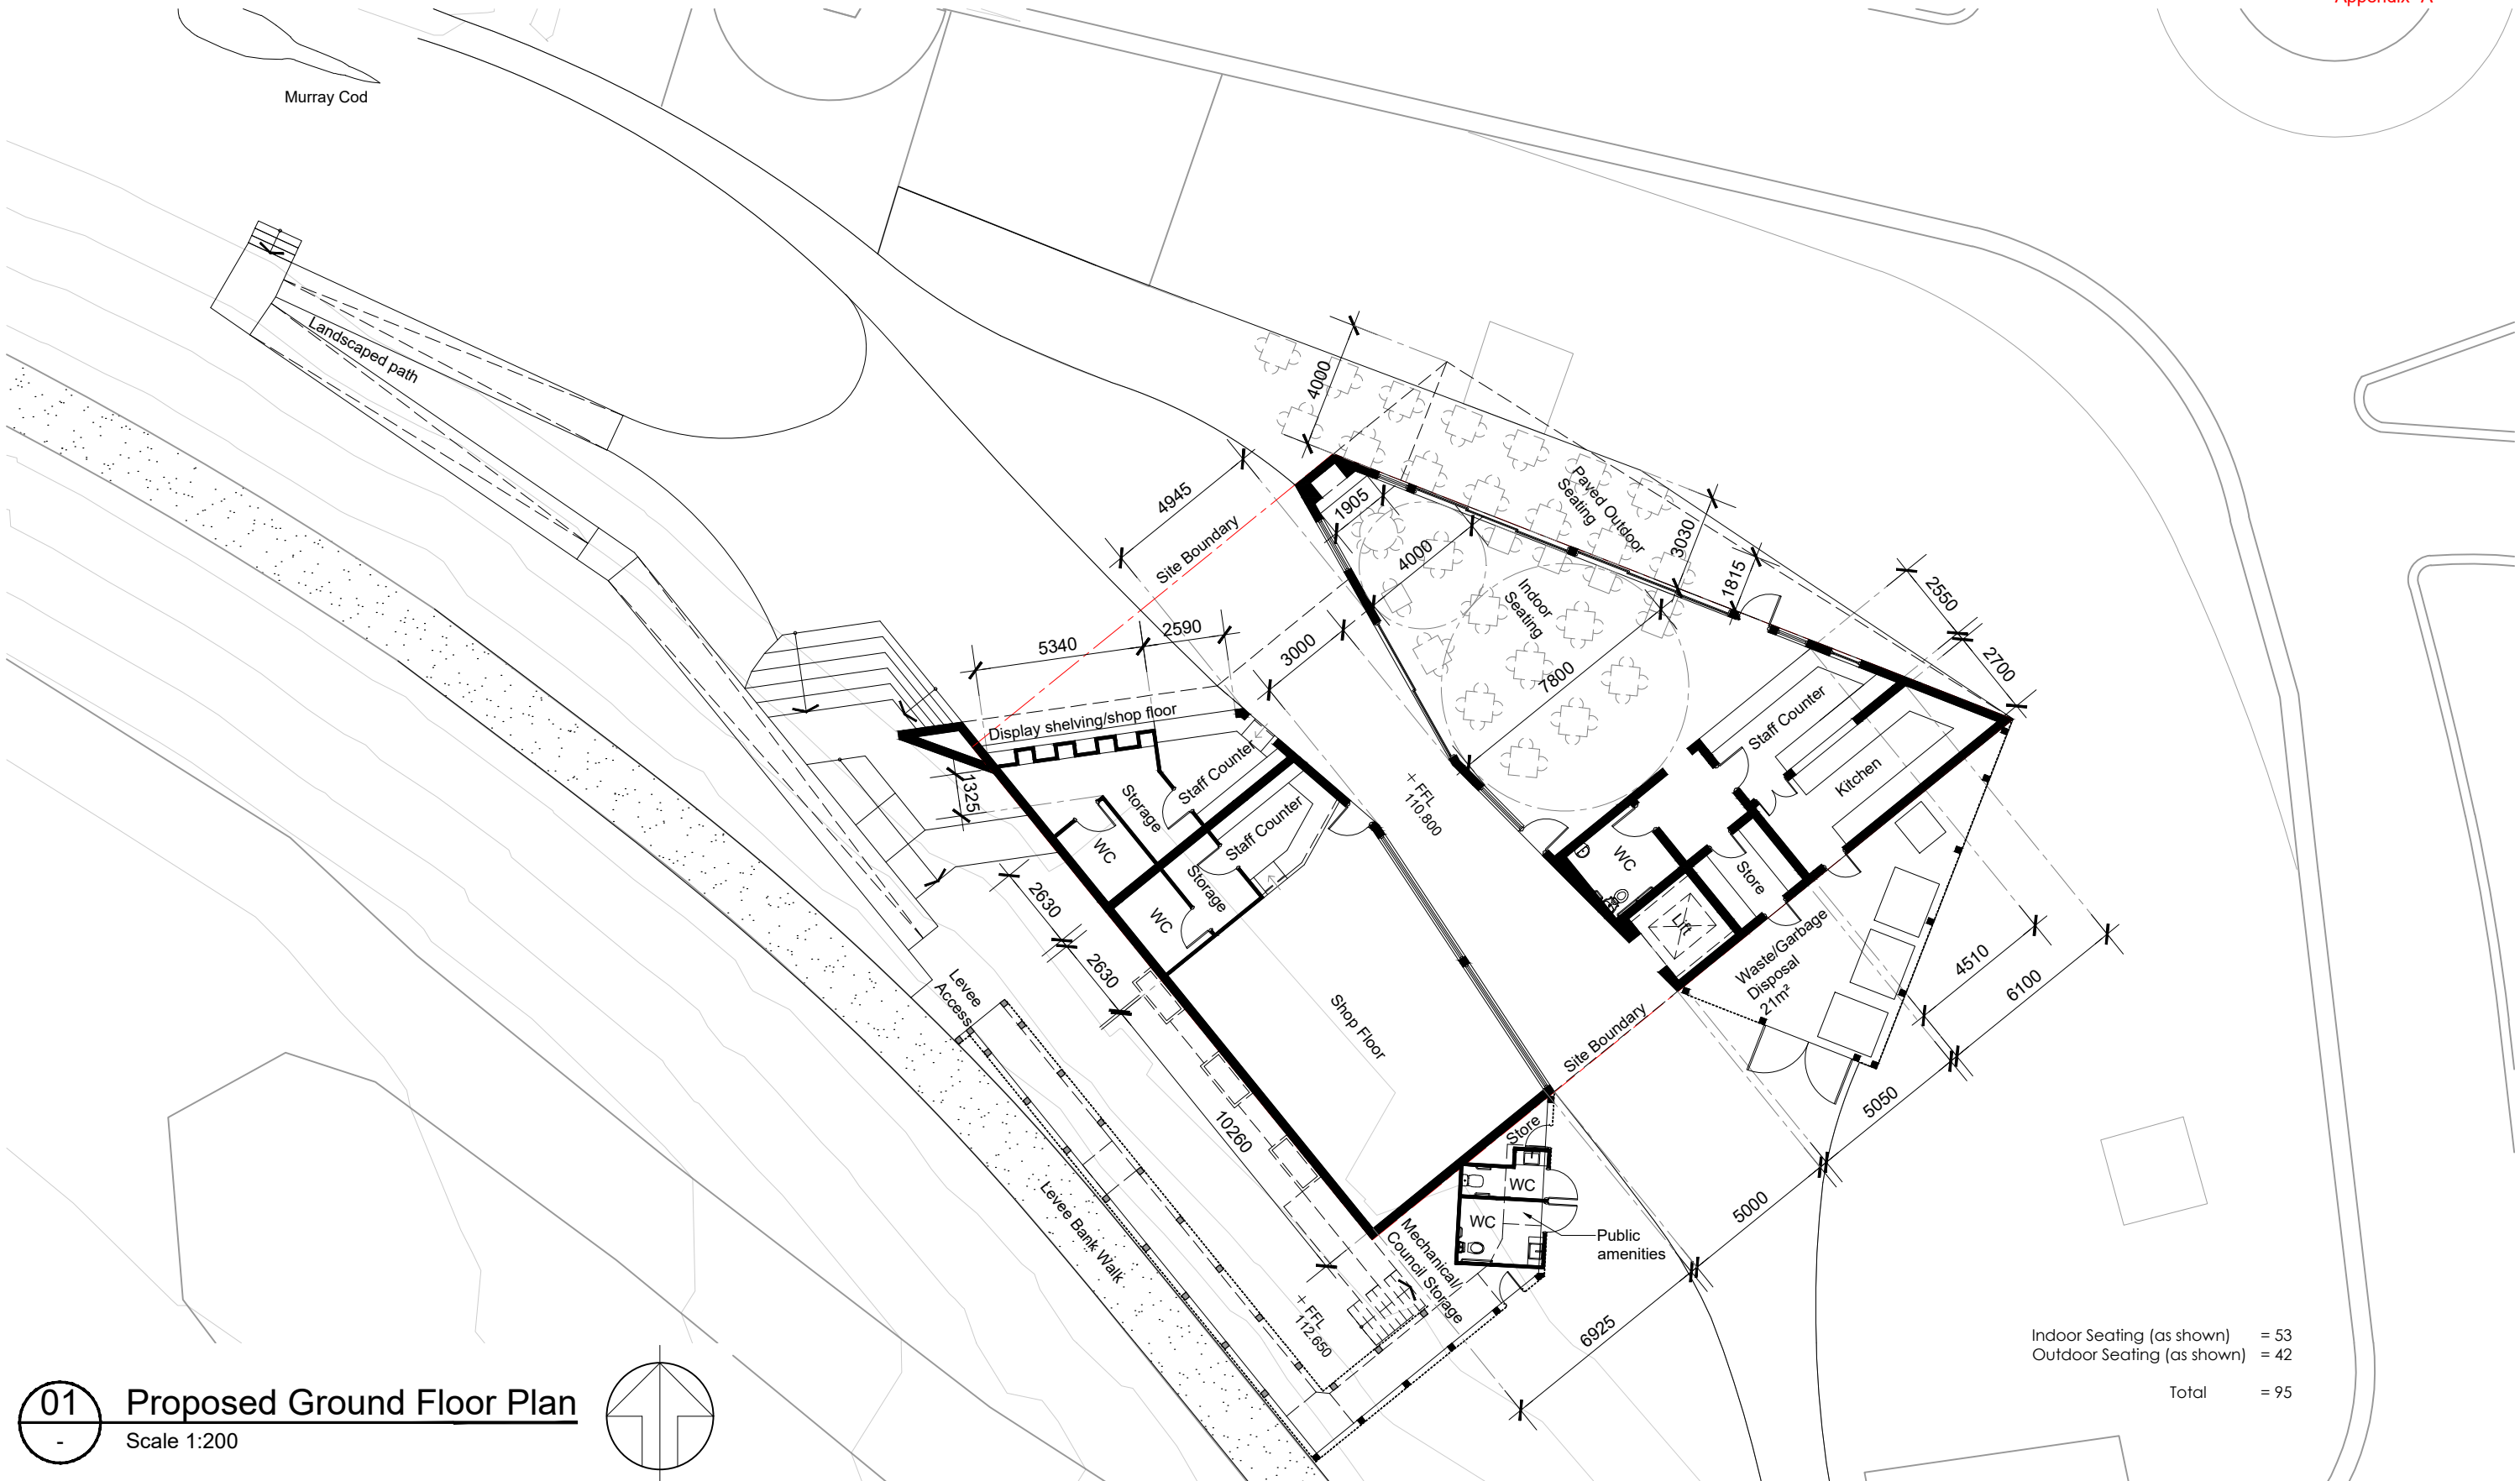 Appendix "A"
Murray Cod
Landscaped path
4000
4945
Site Boundary
1905
4000
Paved Outdoor
Seating
3030
1815
Indoor
Seating
2550
2700
5340
2590
3000
7800
Display shelving/shop floor
Staff Counter
Kitchen
1325
Storage
Staff Counter
Staff Counter
+ FFL
110.800
WC
WC
Storage
WC
Store
Lift
2630
2630
Waste/Garbage
Disposal
21m²
4510
6100
Levee
Access
Shop Floor
Site Boundary
5050
10260
Store
WC
WC
Public
amenities
5000
Levee Bank Walk
Mechanical/
Council Storage
+ FFL
112.650
6925
Indoor Seating (as shown) = 53
Outdoor Seating (as shown) = 42
Total = 95
01
-
Proposed Ground Floor Plan
Scale 1:200